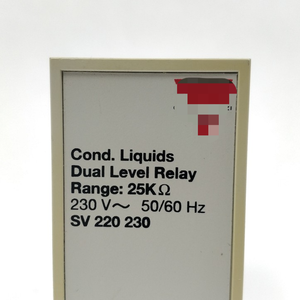 Cond. Liquids
Dual Level Relay
Range: 25KΩ
230 V~ 50/60 Hz
SV 220 230